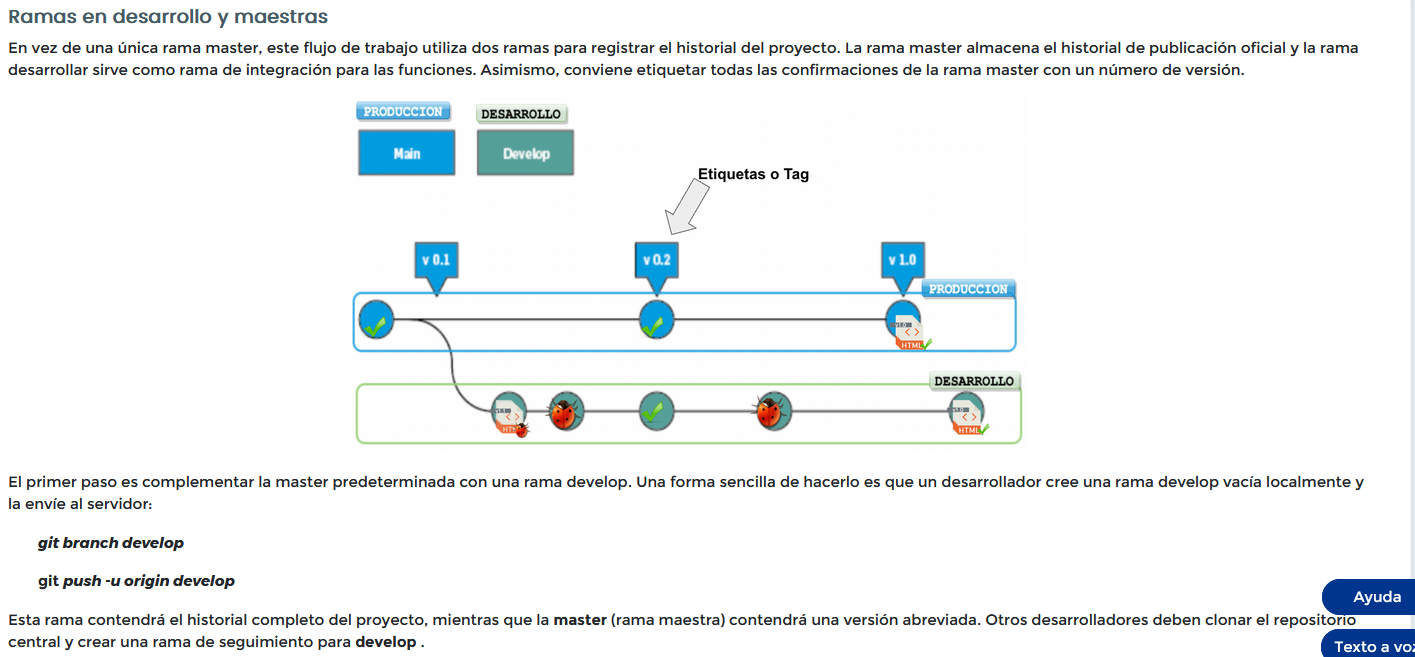 Ramas en desarrollo y maestras
En vez de una única rama master, este flujo de trabajo utiliza dos ramas para registrar el historial del proyecto. La rama master almacena el historial de publicación oficial y la rama
desarrollar sirve como rama de integración para las funciones. Asimismo, conviene etiquetar todas las confirmaciones de la rama master con un número de versión.
PRODUCCION
DESARROLLO
Main
Develop
Etiquetas o Tag
v 0.1
v 0.2
v 1.0
PRODUCCION
HTML
DESARROLLO
HTML
El primer paso es complementar la master predeterminada con una rama develop. Una forma sencilla de hacerlo es que un desarrollador cree una rama develop vacía localmente y
la envíe al servidor:
git branch develop
git push -u origin develop
Ayuda
Esta rama contendrá el historial completo del proyecto, mientras que la master (rama maestra) contendrá una versión abreviada. Otros desarrolladores deben clonar el repositorio
central y crear una rama de seguimiento para develop .
Texto a voz